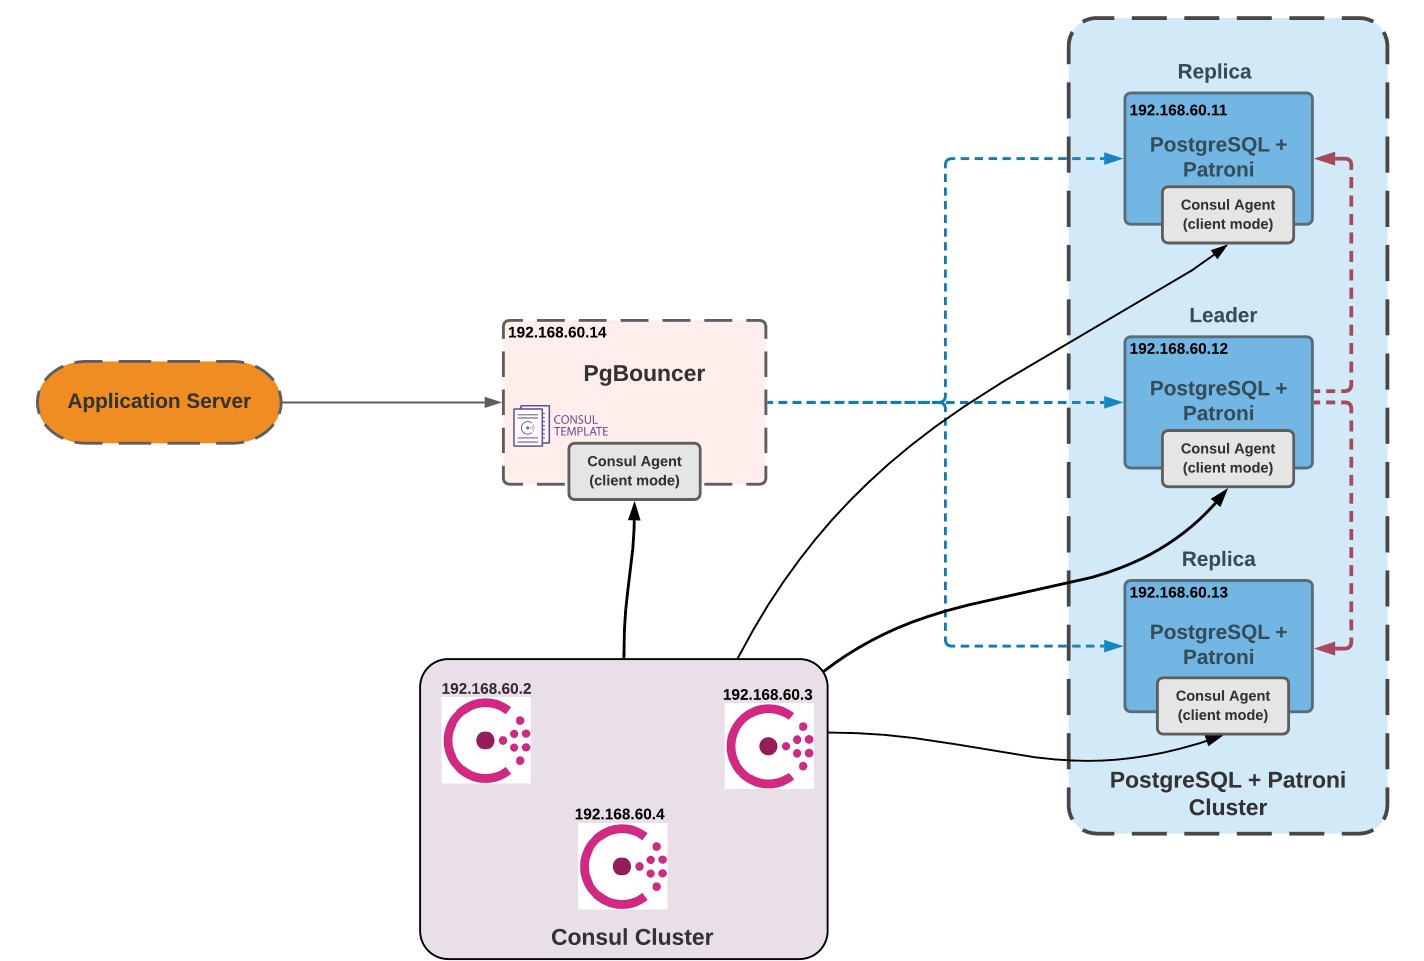 Replica
192.168.60.11
PostgreSQL +
Patroni
Consul Agent
(client mode)
Leader
192.168.60.12
PostgreSQL +
Patroni
Consul Agent
(client mode)
Replica
192.168.60.13
PostgreSQL +
Patroni
Consul Agent
(client mode)
PostgreSQL + Patroni
Cluster
192.168.60.14
PgBouncer
CONSUL
TEMPLATE
Consul Agent
(client mode)
Application Server
192.168.60.2
192.168.60.3
192.168.60.4
Consul Cluster